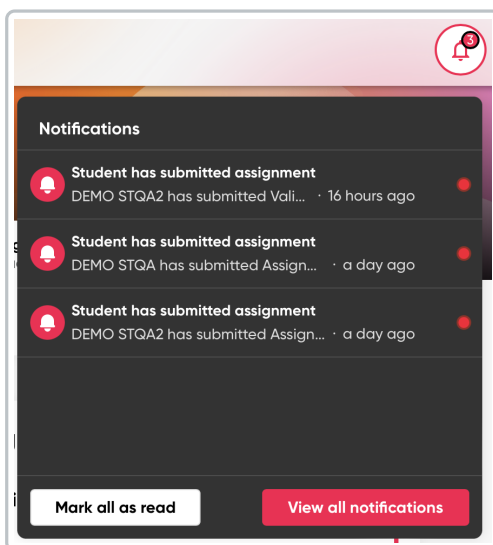 3
Notifications
Student has submitted assignment
DEMO STQA2 has submitted Vali... · 16 hours ago
Student has submitted assignment
DEMO STQA has submitted Assign... · a day ago
Student has submitted assignment
DEMO STQA2 has submitted Assign... · a day ago
Mark all as read
View all notifications